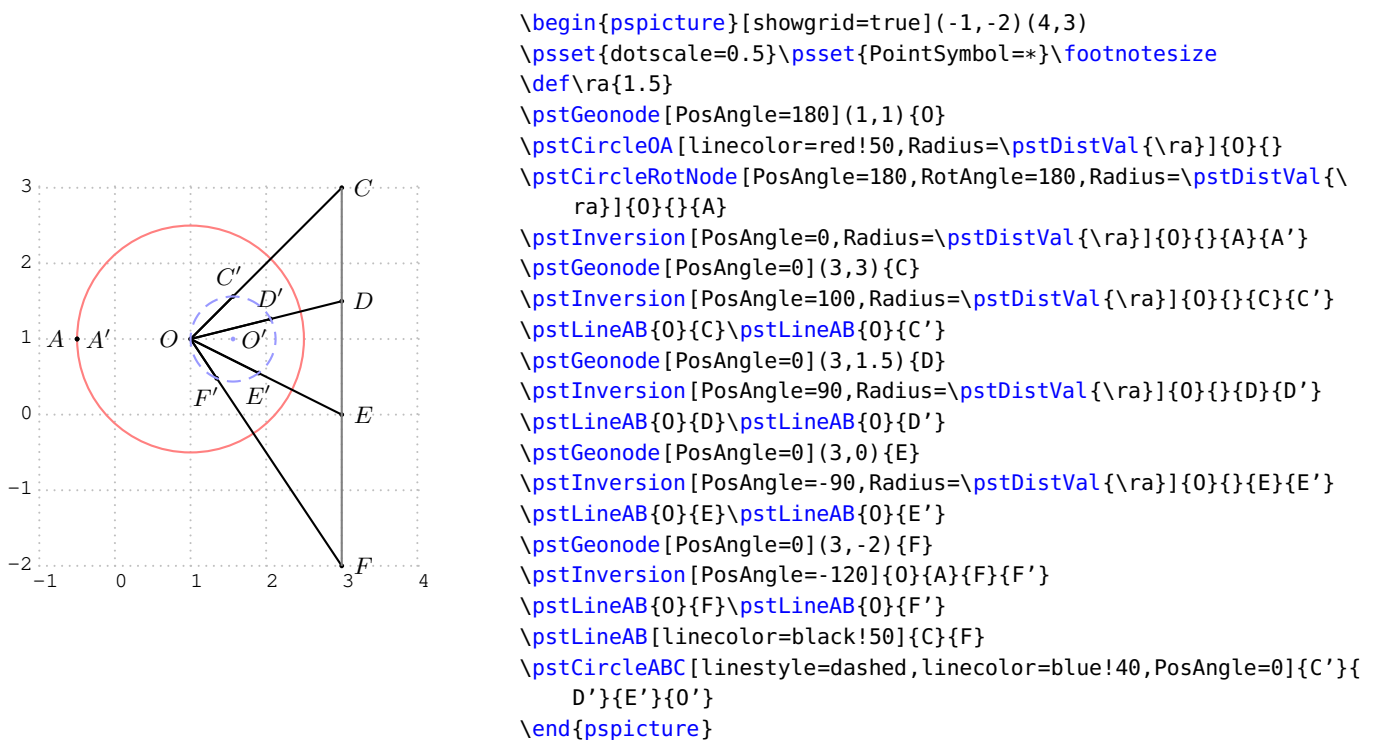 3
C
2
C′
D′
D
1
A
A′
O
O′
F′
E′
0
E
−1
−2
F
−1
0
1
2
3
4
\begin{pspicture}[showgrid=true](-1,-2)(4,3)
\psset{dotscale=0.5}\psset{PointSymbol=*}\footnotesize
\def\ra{1.5}
\pstGeonode[PosAngle=180](1,1){O}
\pstCircleOA[linecolor=red!50,Radius=\pstDistVal{\ra}]{O}{}
\pstCircleRotNode[PosAngle=180,RotAngle=180,Radius=\pstDistVal{\
ra}]{O}{}{A}
\pstInversion[PosAngle=0,Radius=\pstDistVal{\ra}]{O}{}{A}{A’}
\pstGeonode[PosAngle=0](3,3){C}
\pstInversion[PosAngle=100,Radius=\pstDistVal{\ra}]{O}{}{C}{C’}
\pstLineAB{O}{C}\pstLineAB{O}{C’}
\pstGeonode[PosAngle=0](3,1.5){D}
\pstInversion[PosAngle=90,Radius=\pstDistVal{\ra}]{O}{}{D}{D’}
\pstLineAB{O}{D}\pstLineAB{O}{D’}
\pstGeonode[PosAngle=0](3,0){E}
\pstInversion[PosAngle=-90,Radius=\pstDistVal{\ra}]{O}{}{E}{E’}
\pstLineAB{O}{E}\pstLineAB{O}{E’}
\pstGeonode[PosAngle=0](3,-2){F}
\pstInversion[PosAngle=-120]{O}{A}{F}{F’}
\pstLineAB{O}{F}\pstLineAB{O}{F’}
\pstLineAB[linecolor=black!50]{C}{F}
\pstCircleABC[linestyle=dashed,linecolor=blue!40,PosAngle=0]{C’}{
D’}{E’}{O’}
\end{pspicture}